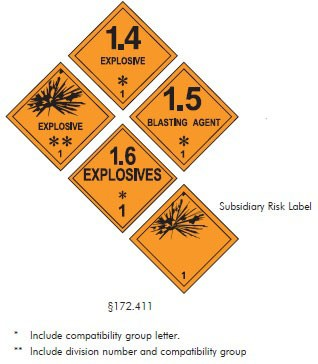 1.4
EXPLOSIVE
*
1
EXPLOSIVE
**
1
1.5
BLASTING AGENT
*
1
1.6
EXPLOSIVES
*
1
Subsidiary Risk Label
1
§172.411
* Include compatibility group letter.
** Include division number and compatibility group